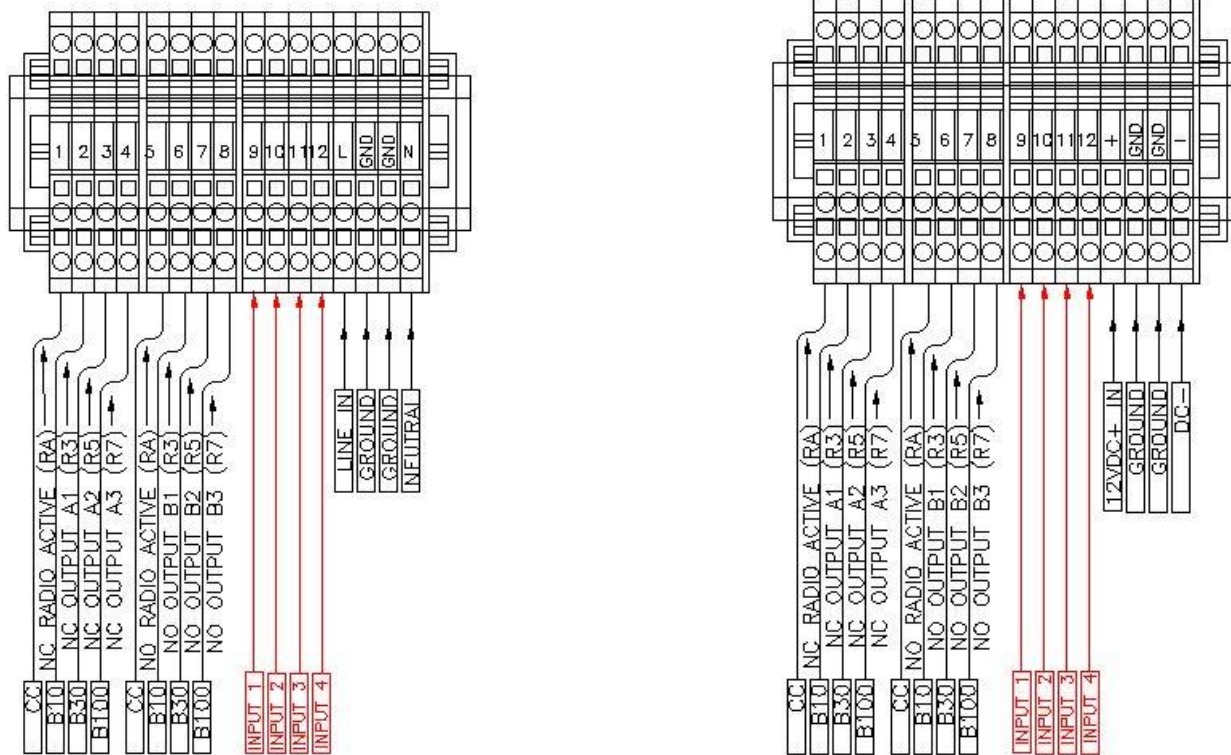 1 2 3 4 5 6 7 8 9 10 11 12 L GND GND N
NC RADIO ACTIVE (RA)
NC OUTPUT A1 (R3)
NC OUTPUT A2 (R5)
NC OUTPUT A3 (R7)
NO RADIO ACTIVE (RA)
NO OUTPUT B1 (R3)
NO OUTPUT B2 (R5)
NO OUTPUT B3 (R7)
LINE IN
GROUND
GROUND
NEUTRAL
CC
B10
B30
B100
CC
B10
B30
B100
INPUT 1
INPUT 2
INPUT 3
INPUT 4
1 2 3 4 5 6 7 8 9 10 11 12 + GND GND -
NC RADIO ACTIVE (RA)
NC OUTPUT A1 (R3)
NC OUTPUT A2 (R5)
NC OUTPUT A3 (R7)
NO RADIO ACTIVE (RA)
NO OUTPUT B1 (R3)
NO OUTPUT B2 (R5)
NO OUTPUT B3 (R7)
12VDC+ IN
GROUND
GROUND
DC-
CC
B10
B30
B100
CC
B10
B30
B100
INPUT 1
INPUT 2
INPUT 3
INPUT 4